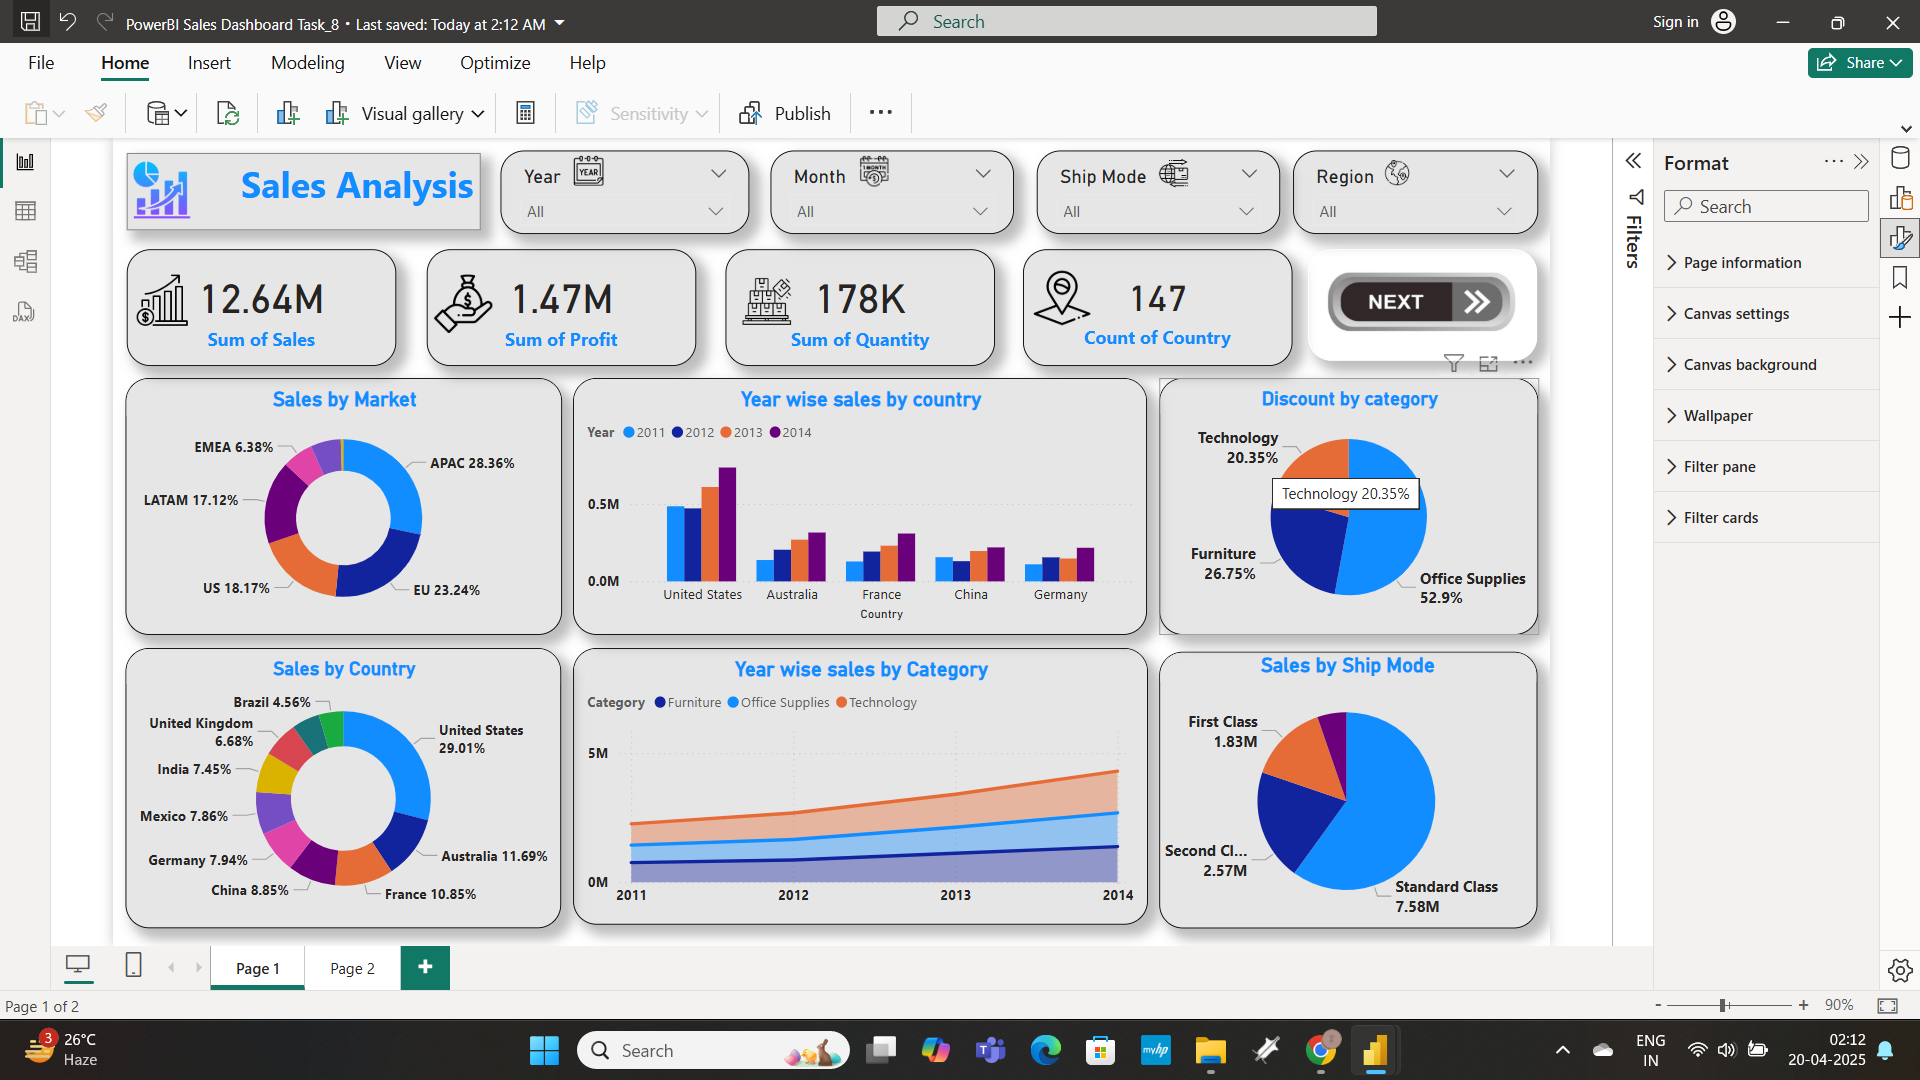 PowerBI Sales Dashboard Task_8 • Last saved: Today at 2:12 AM
Search
Sign in
File
Home
Insert
Modeling
View
Optimize
Help
Share
Visual gallery
Sensitivity
Publish
Sales Analysis
Year
YEAR
All
Month
1 MONTH
All
Ship Mode
All
Region
All
12.64M
Sum of Sales
1.47M
Sum of Profit
178K
Sum of Quantity
147
Count of Country
NEXT
Sales by Market
EMEA 6.38%
APAC 28.36%
LATAM 17.12%
US 18.17%
EU 23.24%
Year wise sales by country
Year 2011 2012 2013 2014
0.5M
0.0M
United States
Australia
France
China
Germany
Country
Discount by category
Technology
20.35%
Technology 20.35%
Furniture
26.75%
Office Supplies
52.9%
Sales by Country
Brazil 4.56%
United Kingdom
6.68%
United States
29.01%
India 7.45%
Mexico 7.86%
Germany 7.94%
Australia 11.69%
China 8.85%
France 10.85%
Year wise sales by Category
Category Furniture Office Supplies Technology
5M
0M
2011
2012
2013
2014
Sales by Ship Mode
First Class
1.83M
Second Cl...
2.57M
Standard Class
7.58M
Filters
Format
Search
Page information
Canvas settings
Canvas background
Wallpaper
Filter pane
Filter cards
DAX
Page 1
Page 2
+
Page 1 of 2
- + 90%
3
26°C
Haze
Search
myhp
ENG
IN
02:12
20-04-2025